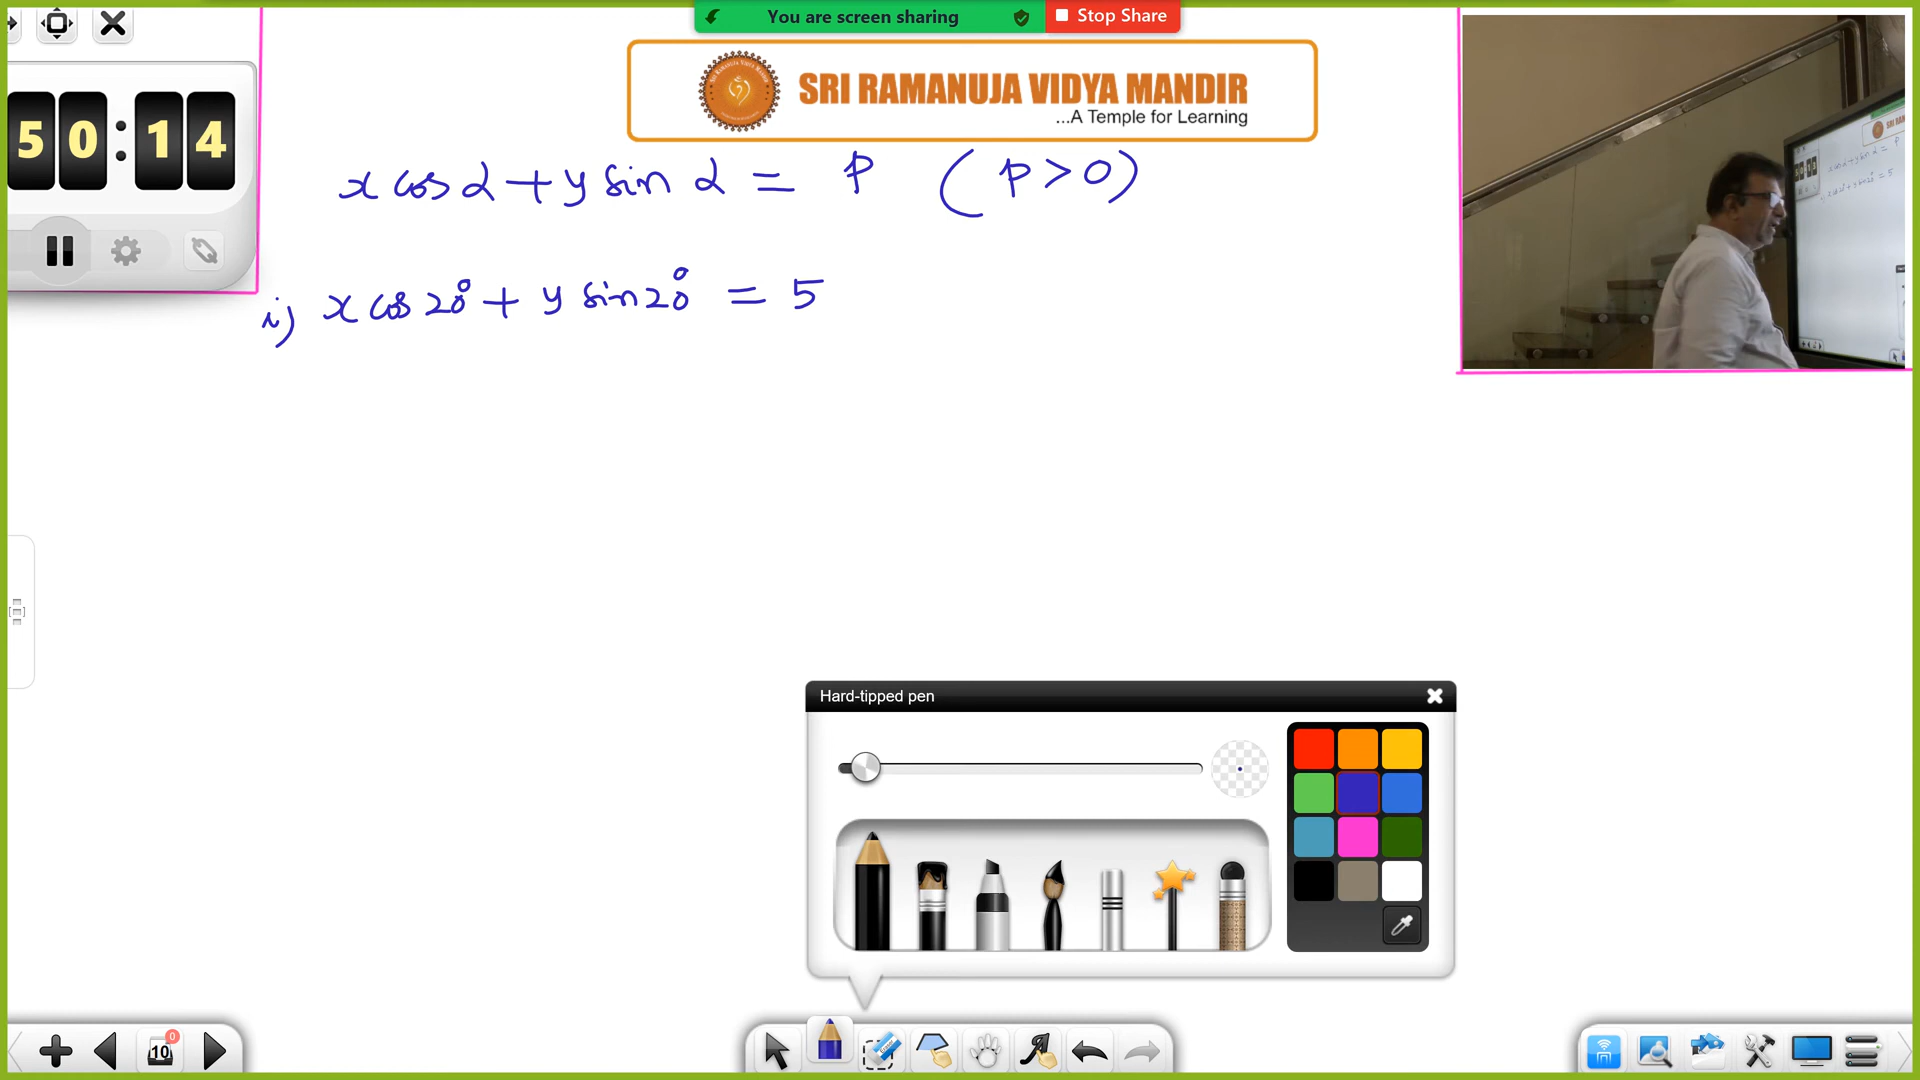 You are screen sharing
Stop Share
50:14
SRI RAMANUJA VIDYA MANDIR
...A Temple for Learning
x cos α + y sin α = p (p > 0)
i) x cos 20° + y sin 20° = 5
Hard-tipped pen
10
0